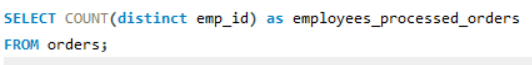 SELECT COUNT(distinct emp_id) as employees_processed_orders
FROM orders;